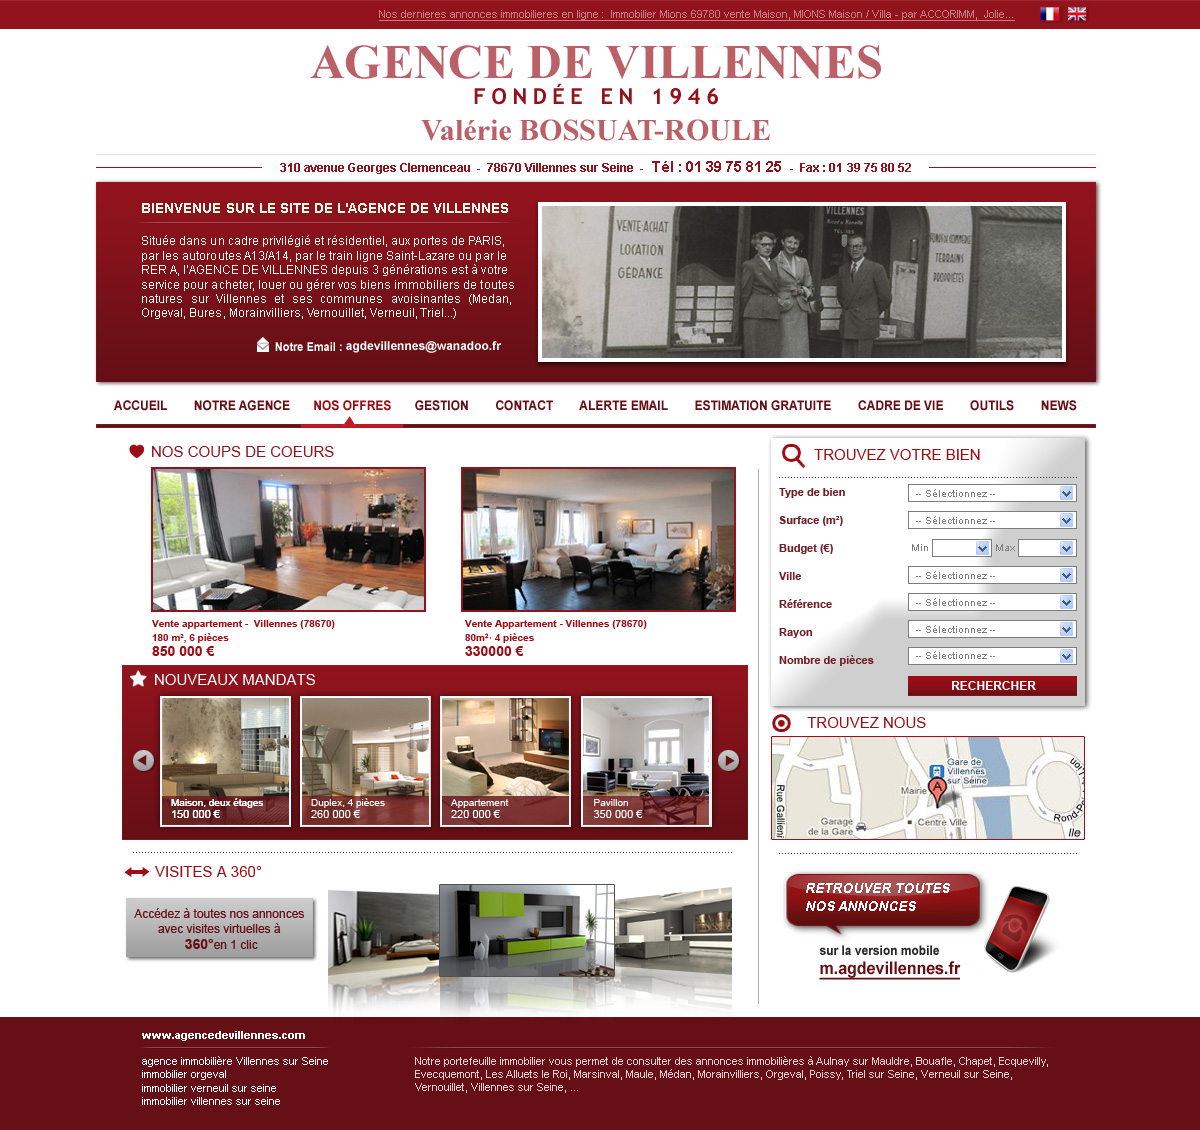 Nos dernieres annonces immobilieres en ligne : Immobilier Mions 69780 vente Maison, MIONS Maison / Villa - par ACCORIMM, Jolie...
AGENCE DE VILLENNES
FONDÉE EN 1946
Valérie BOSSUAT-ROULE
310 avenue Georges Clemenceau - 78670 Villennes sur Seine - Tél : 01 39 75 81 25 - Fax : 01 39 75 80 52
BIENVENUE SUR LE SITE DE L'AGENCE DE VILLENNES
Située dans un cadre privilégié et résidentiel, aux portes de PARIS,
par les autoroutes A13/A14, par le train ligne Saint-Lazare ou par le
RER A, l'AGENCE DE VILLENNES depuis 3 générations est à votre
service pour acheter, louer ou gérer vos biens immobiliers de toutes
natures sur Villennes et ses communes avoisinantes (Medan,
Orgeval, Bures, Morainvilliers, Vernouillet, Verneuil, Triel...)
Notre Email : agdevillennes@wanadoo.fr
VENTE-ACHAT
LOCATION
GÉRANCE
VILLENNES
TERRAINS
PROPRIÉTÉS
ACCUEIL NOTRE AGENCE NOS OFFRES GESTION CONTACT ALERTE EMAIL ESTIMATION GRATUITE CADRE DE VIE OUTILS NEWS
NOS COUPS DE COEURS
Vente appartement - Villennes (78670)
180 m², 6 pièces
850 000 €
Vente Appartement - Villennes (78670)
80m² · 4 pièces
330000 €
NOUVEAUX MANDATS
Maison, deux étages
150 000 €
Duplex, 4 pièces
260 000 €
Appartement
220 000 €
Pavillon
350 000 €
VISITES A 360°
Accédez à toutes nos annonces
avec visites virtuelles à
360°en 1 clic
TROUVEZ VOTRE BIEN
Type de bien -- Sélectionnez --
Surface (m²) -- Sélectionnez --
Budget (€) Min Max
Ville -- Sélectionnez --
Référence -- Sélectionnez --
Rayon -- Sélectionnez --
Nombre de pièces -- Sélectionnez --
RECHERCHER
TROUVEZ NOUS
Gare de
Villennes
sur Seine
Mairie
A
Centre Ville
Garage
de la Gare
Rue Gallieni
Rond-P
lle
RETROUVER TOUTES
NOS ANNONCES
sur la version mobile
m.agdevillennes.fr
www.agencedevillennes.com
agence immobilière Villennes sur Seine
immobilier orgeval
immobilier verneuil sur seine
immobilier villennes sur seine
Notre portefeuille immobilier vous permet de consulter des annonces immobilières à Aulnay sur Mauldre, Bouafle, Chapet, Ecquevilly,
Evecquemont, Les Alluets le Roi, Marsinval, Maule, Médan, Morainvilliers, Orgeval, Poissy, Triel sur Seine, Verneuil sur Seine,
Vernouillet, Villennes sur Seine, ...